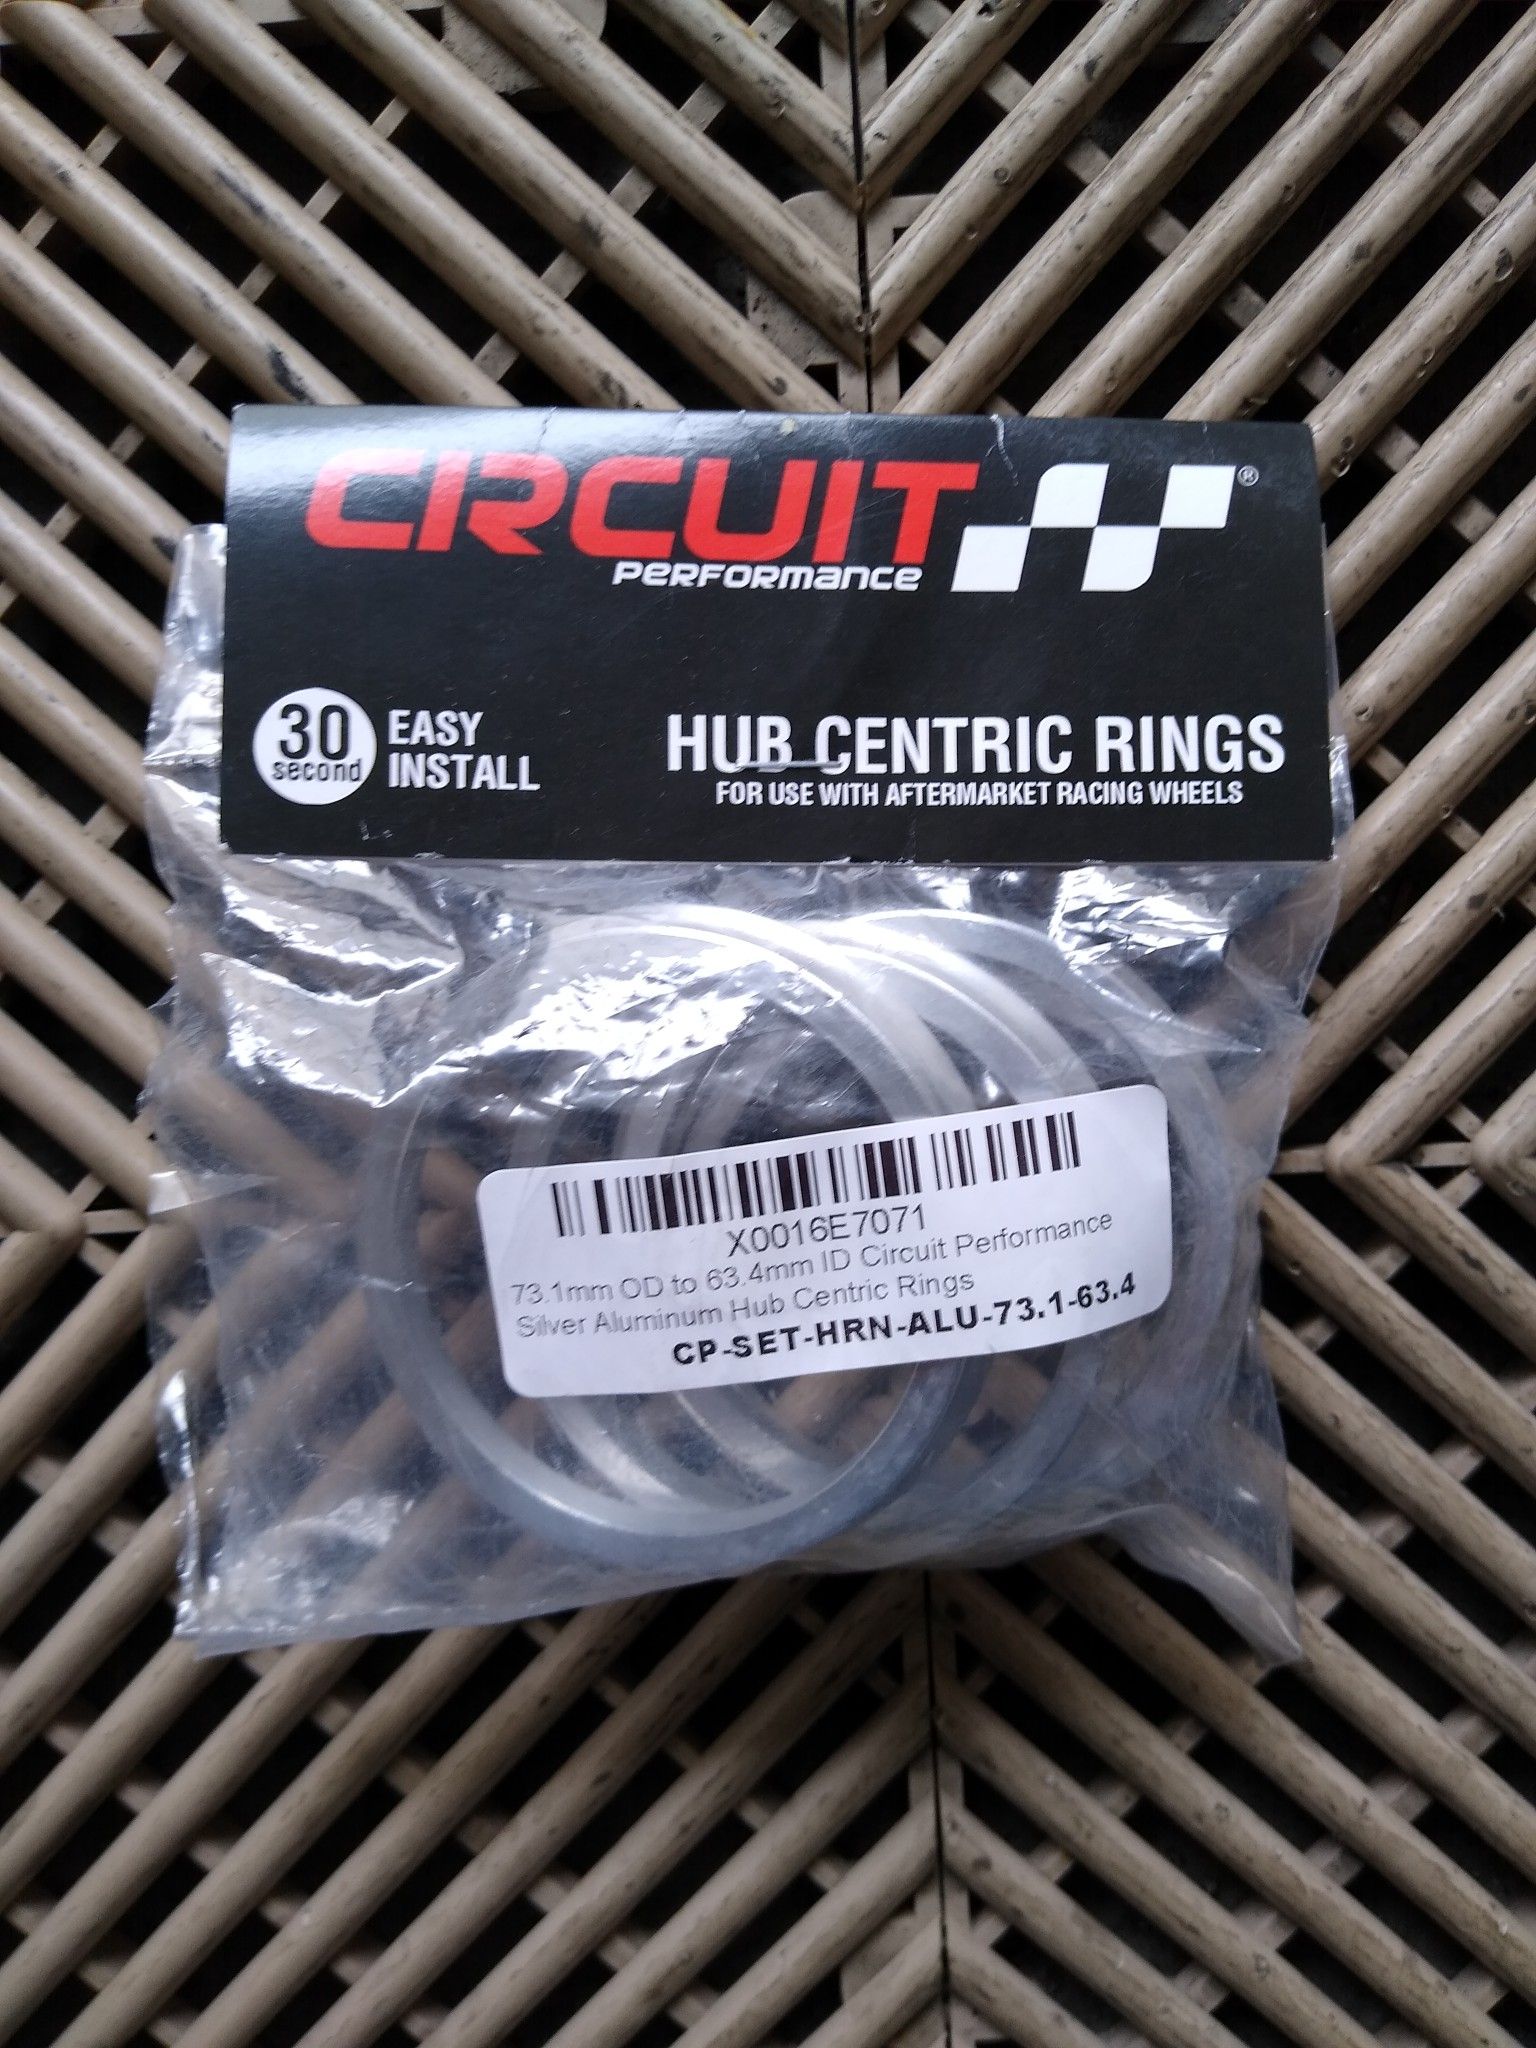 CIRCUIT
PERFORMANCE
®
30
second
EASY
INSTALL
HUB CENTRIC RINGS
FOR USE WITH AFTERMARKET RACING WHEELS
X0016E7071
73.1mm OD to 63.4mm ID Circuit Performance
Silver Aluminum Hub Centric Rings
CP-SET-HRN-ALU-73.1-63.4